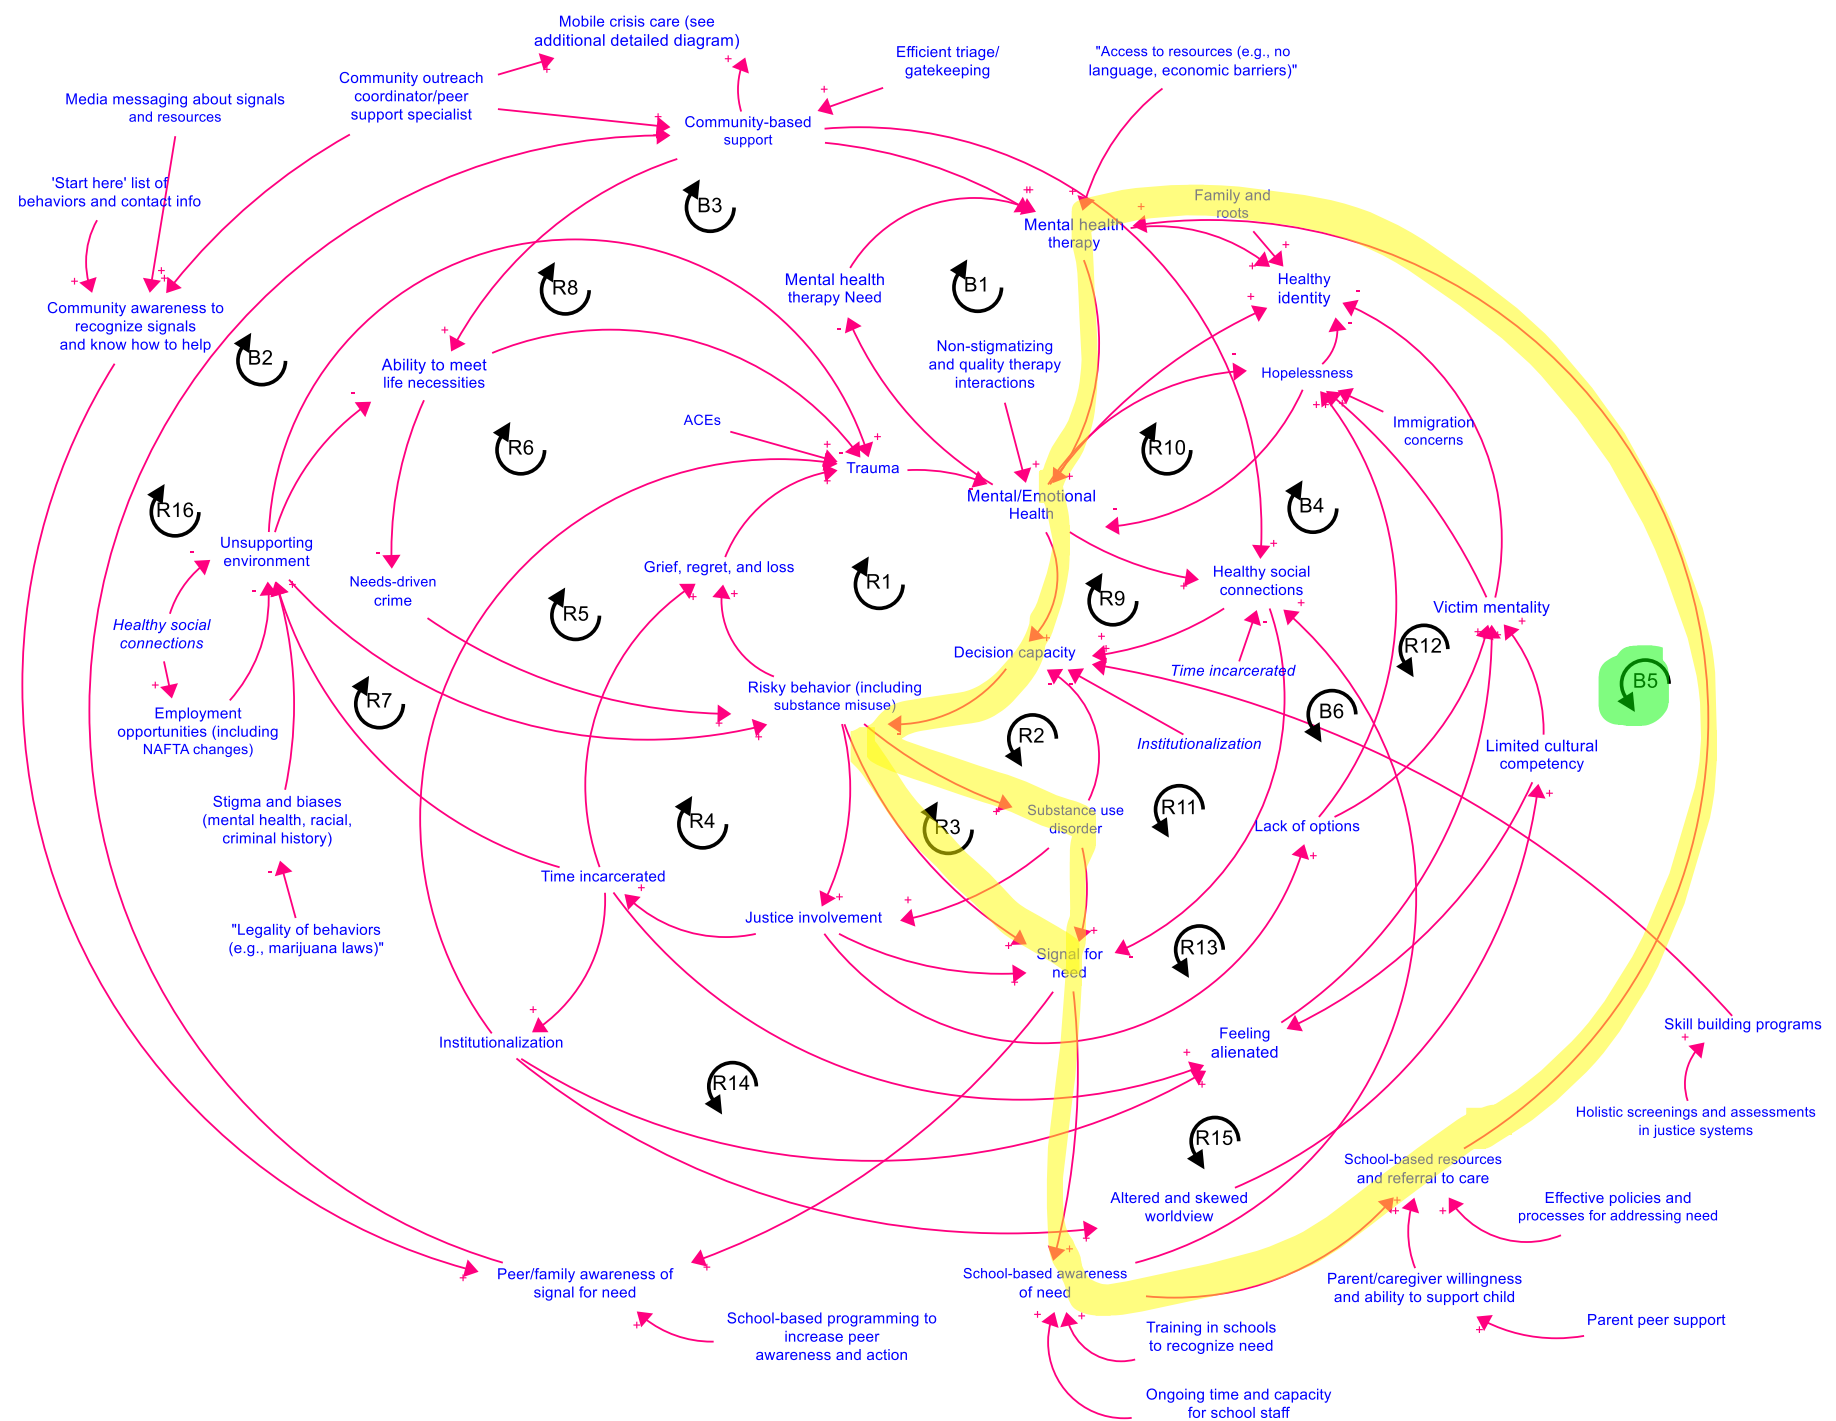 Mobile crisis care (see
additional detailed diagram)
Efficient triage/
gatekeeping
"Access to resources (e.g., no
language, economic barriers)"
Community outreach
coordinator/peer
support specialist
Media messaging about signals
and resources
Community-based
support
'Start here' list of
behaviors and contact info
B3
Family and
roots
Mental health
therapy
Mental health
therapy Need
R8
B1
Healthy
identity
Community awareness to
recognize signals
and know how to help
B2
Ability to meet
life necessities
Non-stigmatizing
and quality therapy
interactions
Hopelessness
Immigration
concerns
ACEs
R6
R10
Trauma
Mental/Emotional
Health
R16
B4
Unsupporting
environment
Grief, regret, and loss
Needs-driven
crime
R1
Healthy social
connections
R9
Victim mentality
R5
Healthy social
connections
Decision capacity
Time incarcerated
R12
B5
Risky behavior (including
substance misuse)
R7
Employment
opportunities (including
NAFTA changes)
R2
Institutionalization
B6
Limited cultural
competency
Stigma and biases
(mental health, racial,
criminal history)
R4
R3
Substance use
disorder
R11
Lack of options
Time incarcerated
Justice involvement
"Legality of behaviors
(e.g., marijuana laws)"
Signal for
need
R13
Institutionalization
Feeling
alienated
Skill building programs
R14
Holistic screenings and assessments
in justice systems
R15
School-based resources
and referral to care
Altered and skewed
worldview
Effective policies and
processes for addressing need
Peer/family awareness of
signal for need
School-based awareness
of need
Parent/caregiver willingness
and ability to support child
School-based programming to
increase peer
awareness and action
Training in schools
to recognize need
Parent peer support
Ongoing time and capacity
for school staff